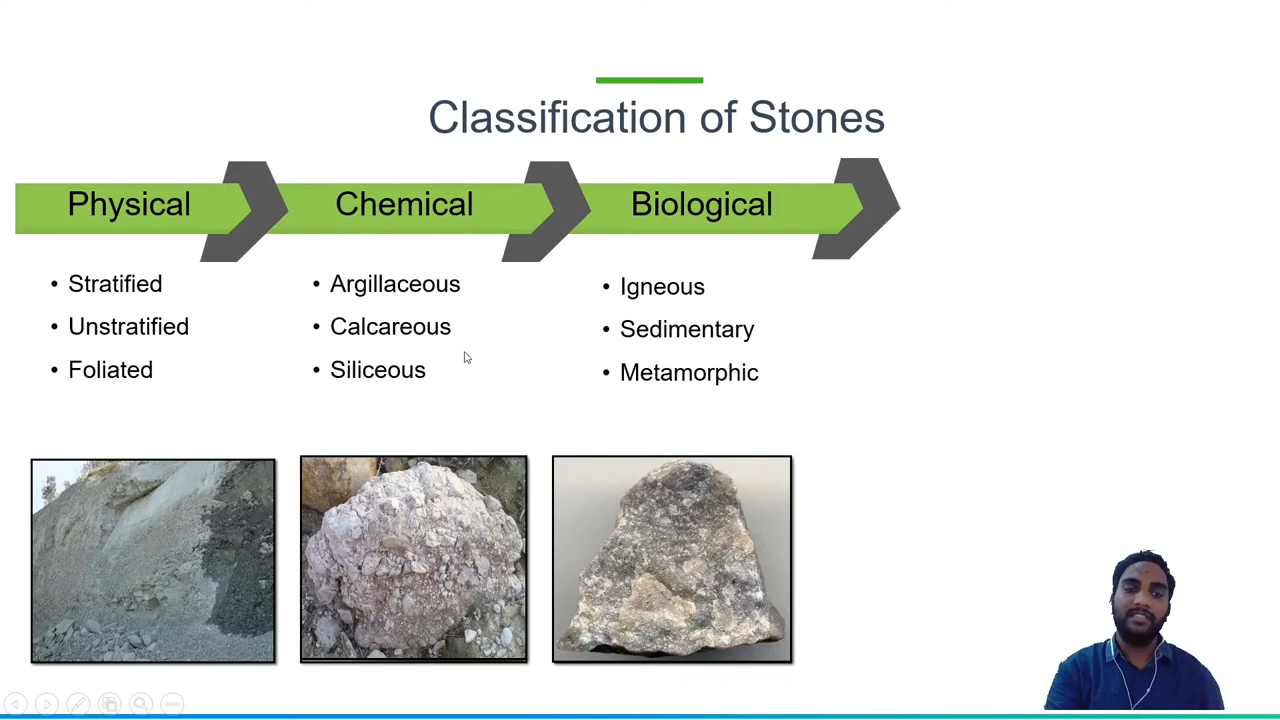 Classification of Stones
Physical
Chemical
Biological
• Stratified
• Unstratified
• Foliated
• Argillaceous
• Calcareous
• Siliceous
• Igneous
• Sedimentary
• Metamorphic